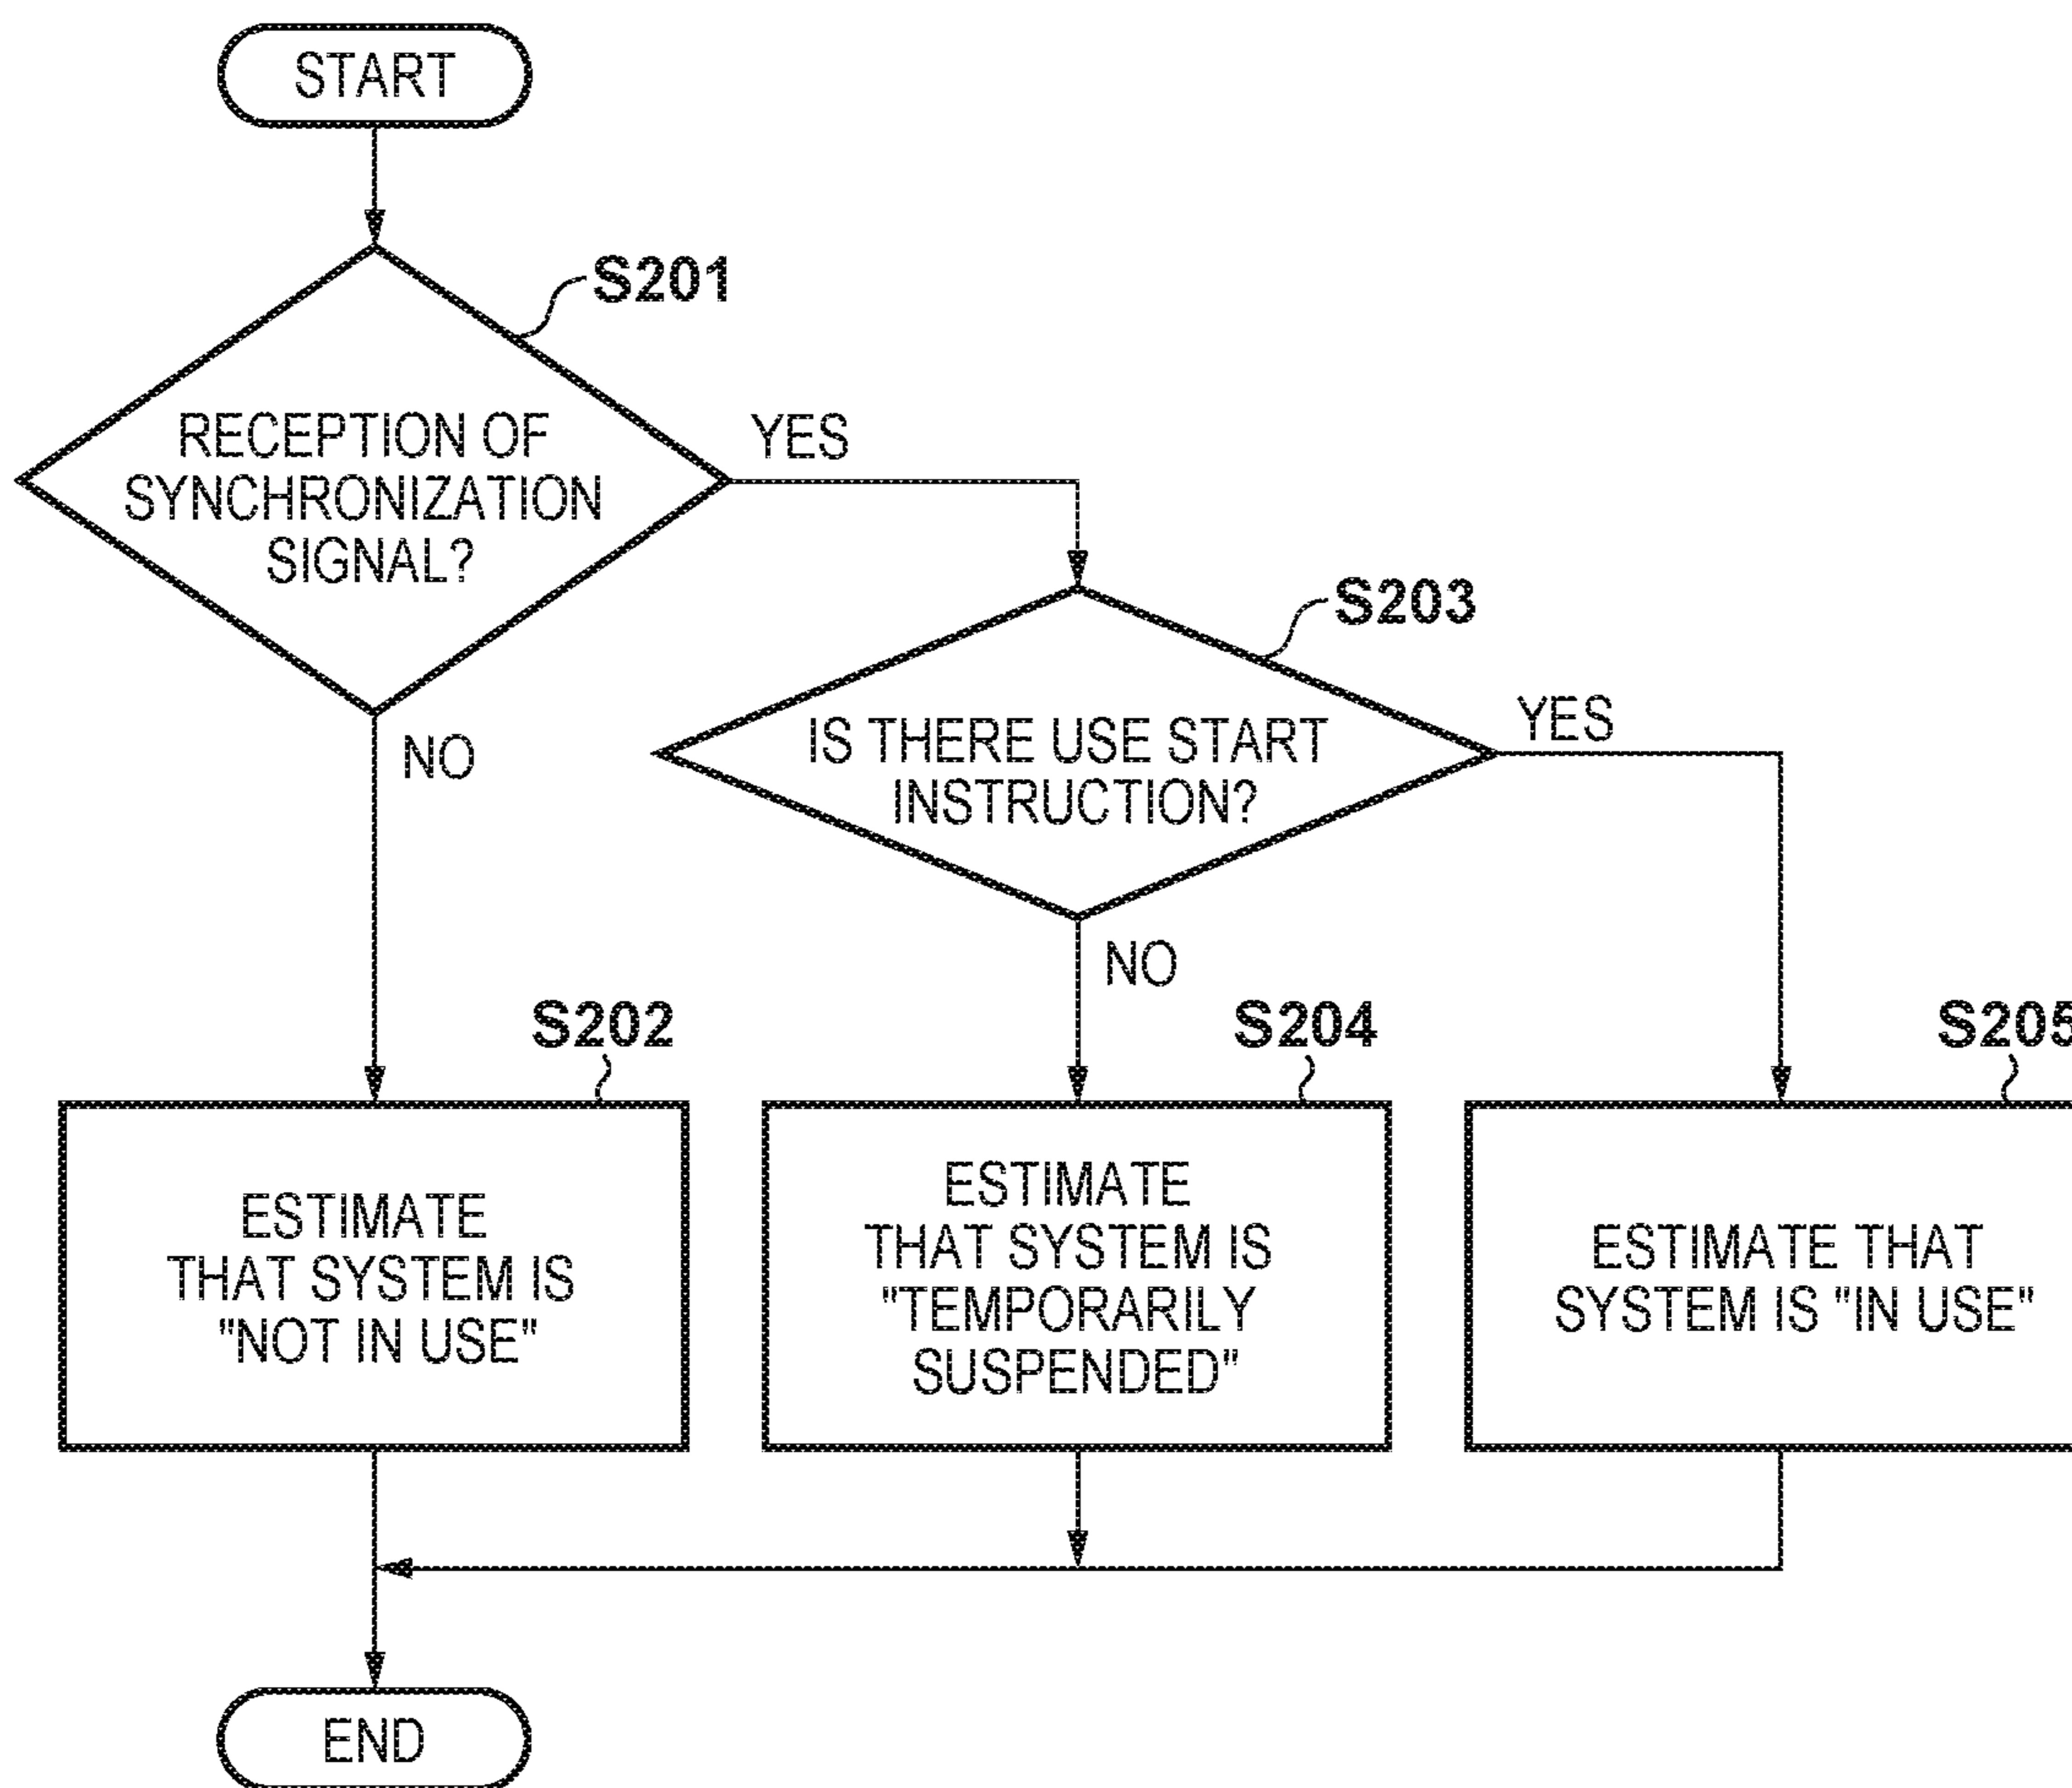 START
S201
RECEPTION OF
SYNCHRONIZATION
SIGNAL?
YES
NO
S203
IS THERE USE START
INSTRUCTION?
YES
NO
S202
ESTIMATE
THAT SYSTEM IS
"NOT IN USE"
S204
ESTIMATE
THAT SYSTEM IS
"TEMPORARILY
SUSPENDED"
S205
ESTIMATE THAT
SYSTEM IS "IN USE"
END